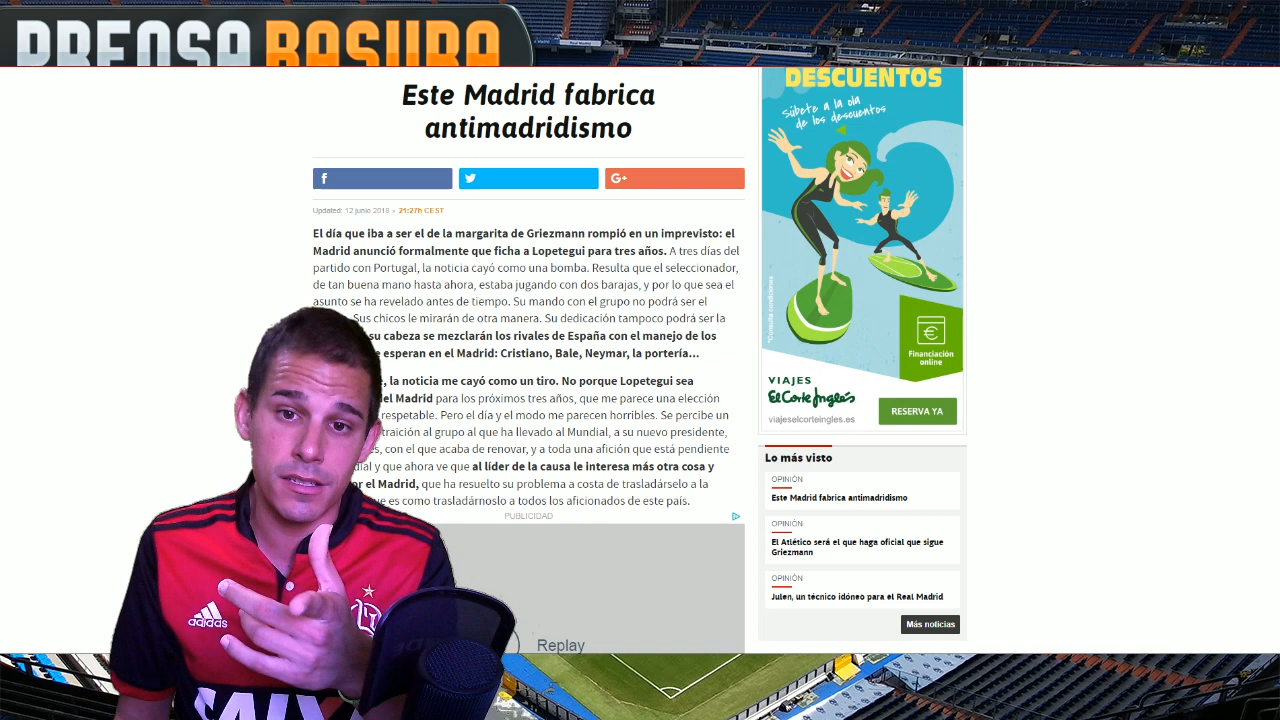 PRENSA BASURA
Este Madrid fabrica
antimadridismo
Updated: 12 junio 2018 • 21:27h CEST
El día que iba a ser el de la margarita de Griezmann rompió en un imprevisto: el
Madrid anunció formalmente que ficha a Lopetegui para tres años. A tres días del
partido con Portugal, la noticia cayó como una bomba. Resulta que el seleccionador,
de tan buena mano hasta ahora, estaba jugando con dos barajas, y por lo que sea el
asunto se ha revelado antes de tiempo. Su mando con el grupo no podrá ser el
Sus chicos le mirarán de otra manera. Su dedicación tampoco podrá ser la
su cabeza se mezclarán los rivales de España con el manejo de los
esperan en el Madrid: Cristiano, Bale, Neymar, la portería...
, la noticia me cayó como un tiro. No porque Lopetegui sea
del Madrid para los próximos tres años, que me parece una elección
respetable. Pero el día y el modo me parecen horribles. Se percibe un
traición al grupo al que ha llevado al Mundial, a su nuevo presidente,
con el que acaba de renovar, y a toda una afición que está pendiente
y que ahora ve que al líder de la causa le interesa más otra cosa y
el Madrid, que ha resuelto su problema a costa de trasladárselo a la
que es como trasladárnoslo a todos los aficionados de este país.
PUBLICIDAD
Replay
DESCUENTOS
Súbete a la ola
de los descuentos
*Consulta condiciones
Financiación
online
VIAJES
El Corte Inglés
viajeselcorteingles.es
RESERVA YA
Lo más visto
OPINIÓN
Este Madrid fabrica antimadridismo
OPINIÓN
El Atlético será el que haga oficial que sigue
Griezmann
OPINIÓN
Julen, un técnico idóneo para el Real Madrid
Más noticias
adidas